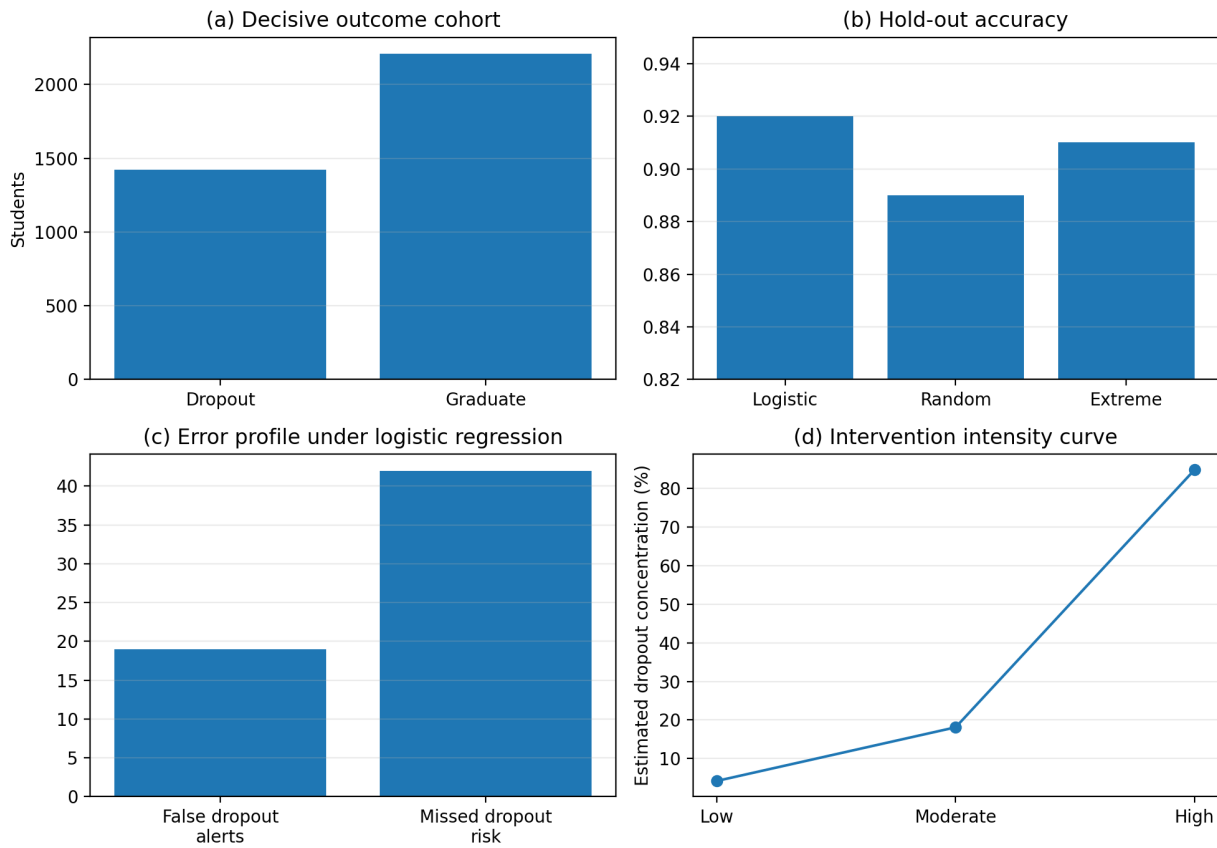 (a) Decisive outcome cohort
Students
2000
1500
1000
500
0
Dropout
Graduate
(b) Hold-out accuracy
0.94
0.92
0.90
0.88
0.86
0.84
0.82
Logistic
Random
Extreme
(c) Error profile under logistic regression
40
35
30
25
20
15
10
5
0
False dropout
alerts
Missed dropout
risk
(d) Intervention intensity curve
Estimated dropout concentration (%)
80
70
60
50
40
30
20
10
Low
Moderate
High